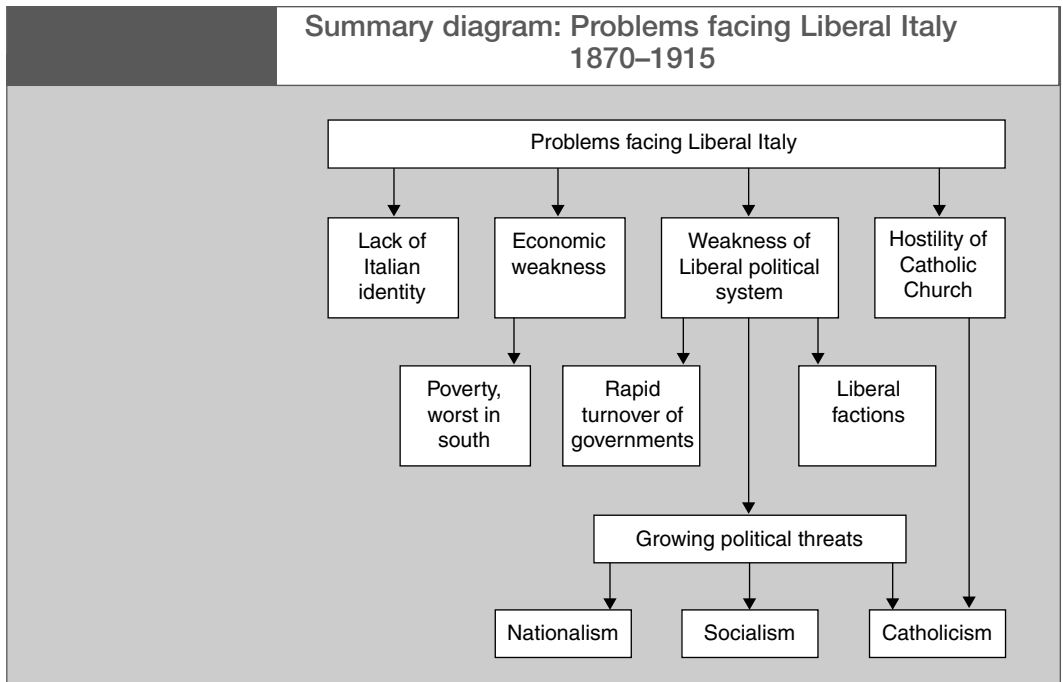 Summary diagram: Problems facing Liberal Italy
1870–1915
Problems facing Liberal Italy
Lack of
Italian
identity
Economic
weakness
Weakness of
Liberal political
system
Hostility of
Catholic
Church
Poverty,
worst in
south
Rapid
turnover of
governments
Liberal
factions
Growing political threats
Nationalism
Socialism
Catholicism